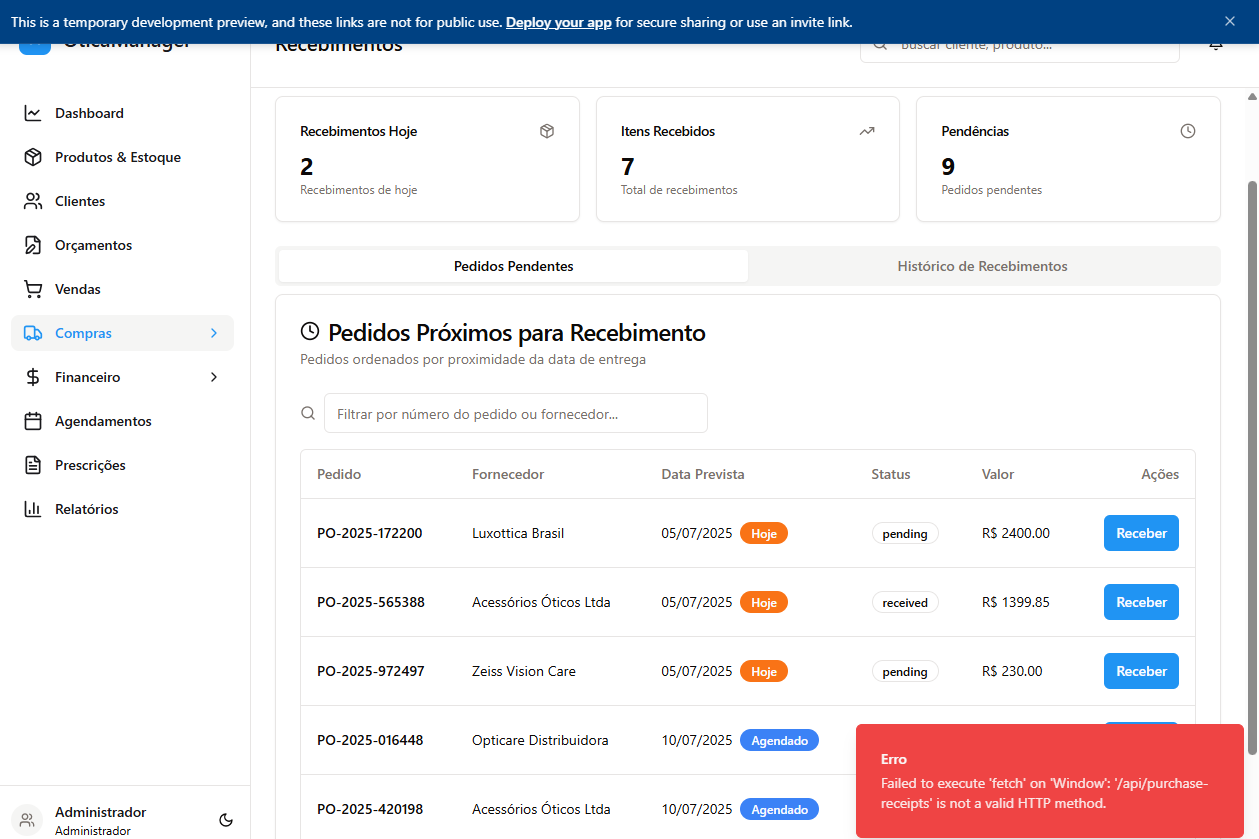 This is a temporary development preview, and these links are not for public use. Deploy your app for secure sharing or use an invite link.
ÓticaManager
Recebimentos
Buscar cliente, produto...
Dashboard
Produtos & Estoque
Clientes
Orçamentos
Vendas
Compras
Financeiro
Agendamentos
Prescrições
Relatórios
Administrador
Administrador
Recebimentos Hoje
2
Recebimentos de hoje
Itens Recebidos
7
Total de recebimentos
Pendências
9
Pedidos pendentes
Pedidos Pendentes
Histórico de Recebimentos
Pedidos Próximos para Recebimento
Pedidos ordenados por proximidade da data de entrega
Filtrar por número do pedido ou fornecedor...
Pedido Fornecedor Data Prevista Status Valor Ações
PO-2025-172200 Luxottica Brasil 05/07/2025 Hoje pending R$ 2400.00 Receber
PO-2025-565388 Acessórios Óticos Ltda 05/07/2025 Hoje received R$ 1399.85 Receber
PO-2025-972497 Zeiss Vision Care 05/07/2025 Hoje pending R$ 230.00 Receber
PO-2025-016448 Opticare Distribuidora 10/07/2025 Agendado
PO-2025-420198 Acessórios Óticos Ltda 10/07/2025 Agendado
Erro
Failed to execute 'fetch' on 'Window': '/api/purchase-
receipts' is not a valid HTTP method.